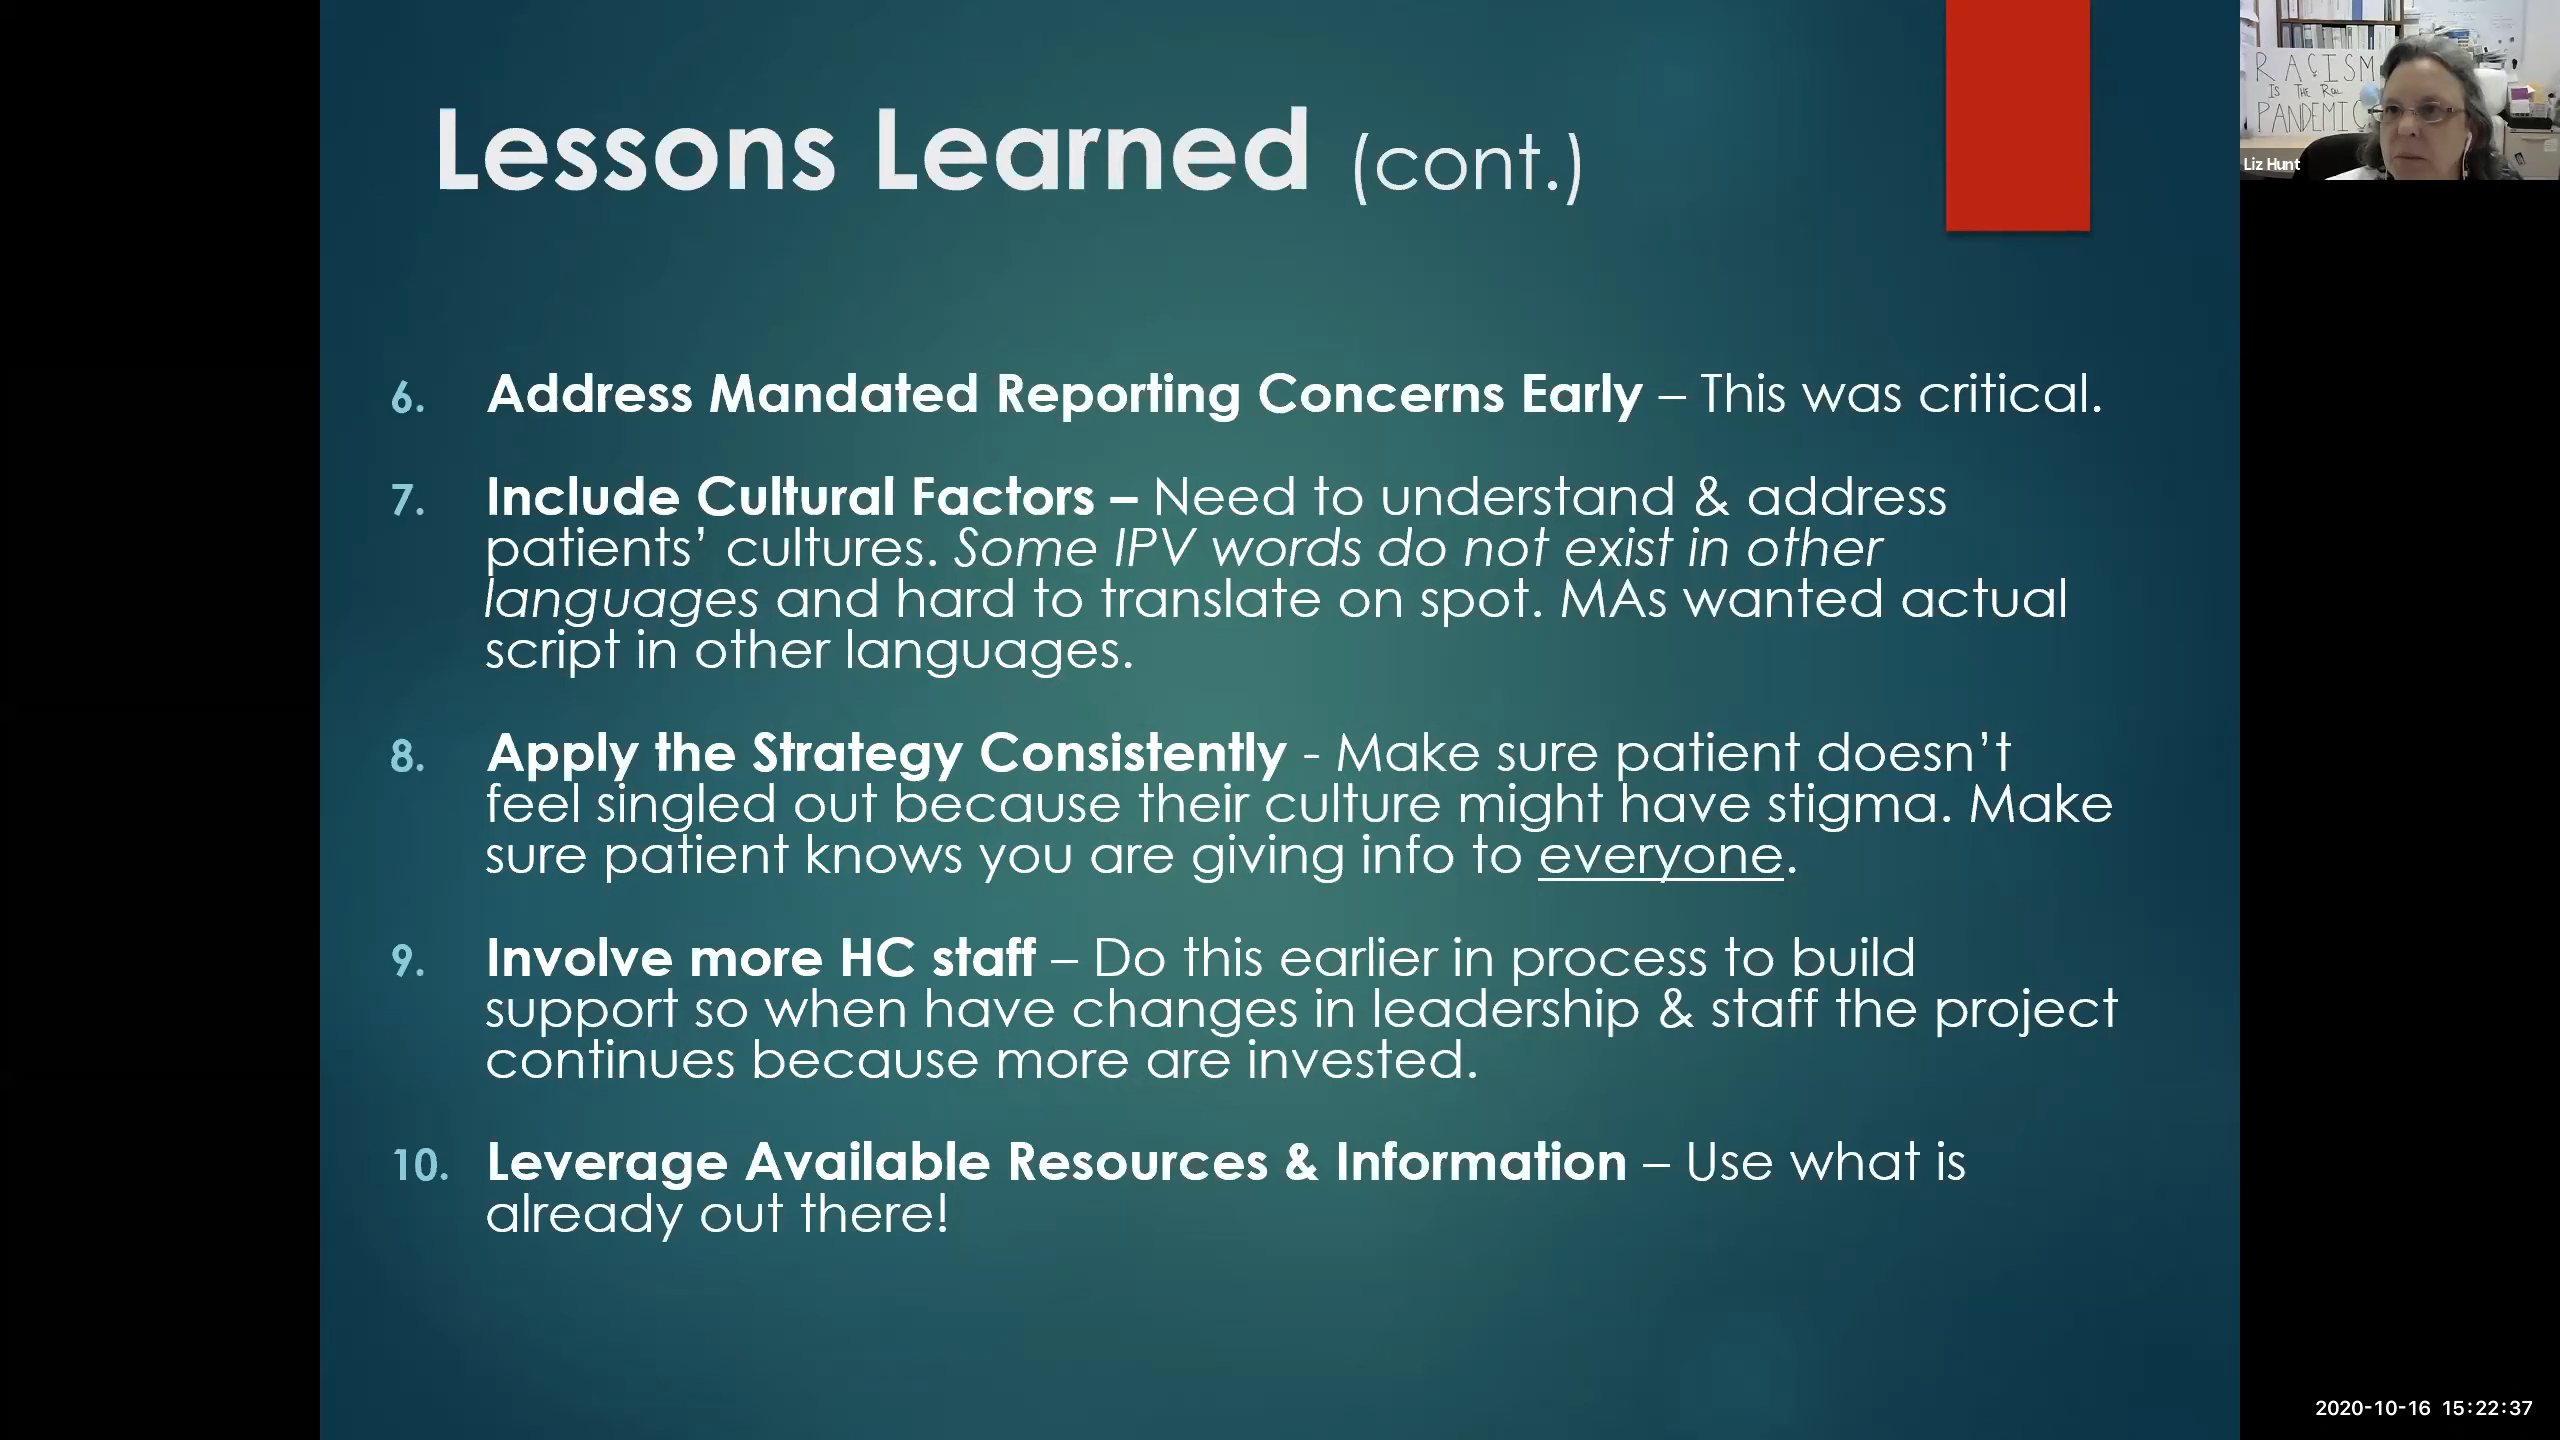 Lessons Learned (cont.)
6. Address Mandated Reporting Concerns Early – This was critical.
7. Include Cultural Factors – Need to understand & address
patients’ cultures. Some IPV words do not exist in other
languages and hard to translate on spot. MAs wanted actual
script in other languages.
8. Apply the Strategy Consistently - Make sure patient doesn’t
feel singled out because their culture might have stigma. Make
sure patient knows you are giving info to everyone.
9. Involve more HC staff – Do this earlier in process to build
support so when have changes in leadership & staff the project
continues because more are invested.
10. Leverage Available Resources & Information – Use what is
already out there!
RACISM
IS THE REAL
PANDEMIC
Liz Hunt
2020-10-16 15:22:37